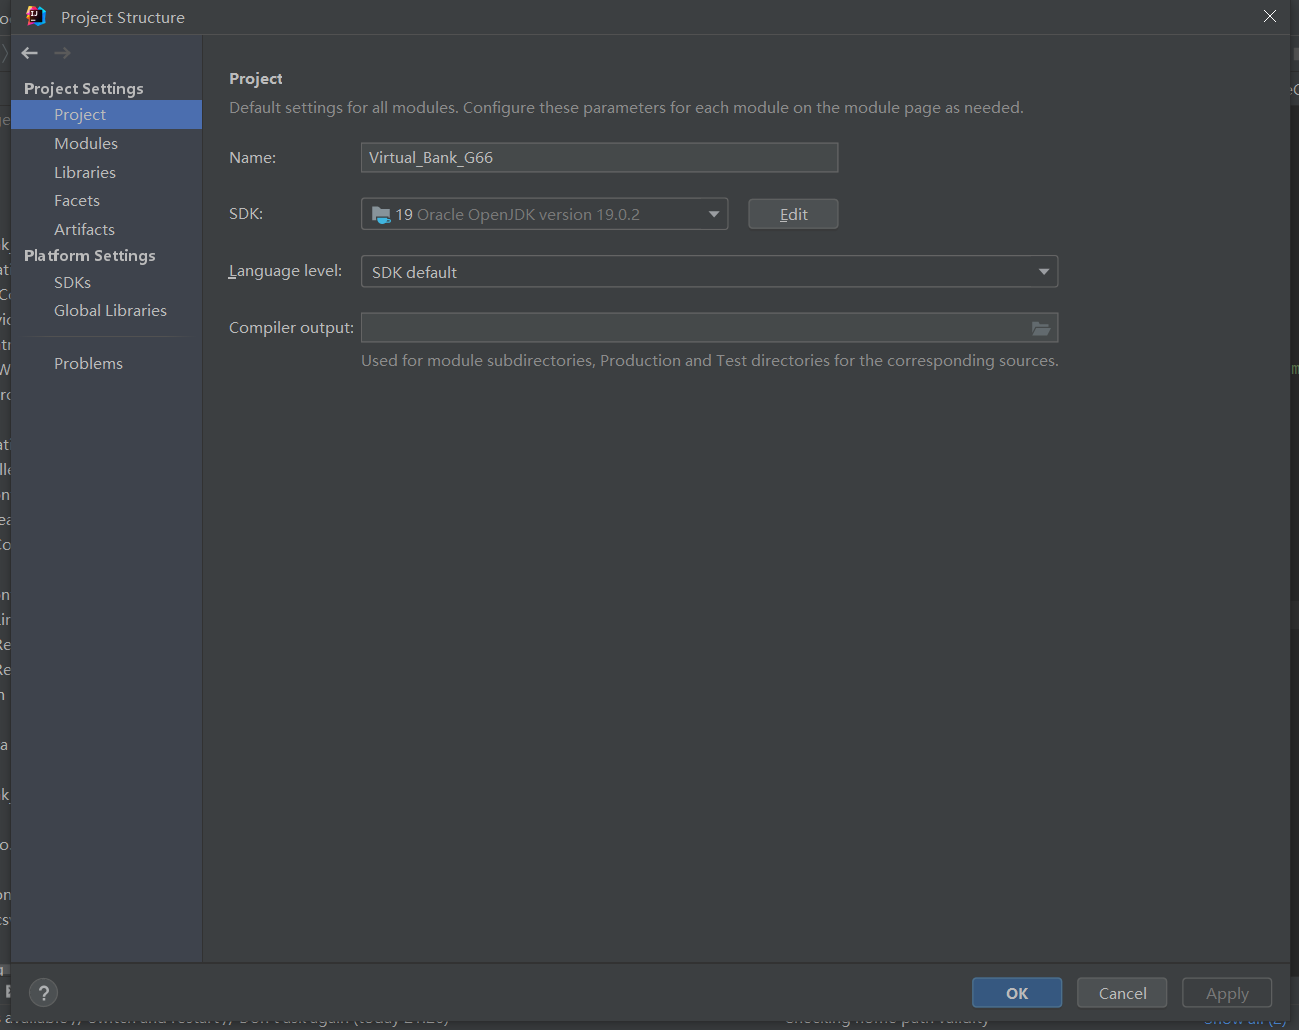 Project Structure
Project Settings
Project
Modules
Libraries
Facets
Artifacts
Platform Settings
SDKs
Global Libraries
Problems
Project
Default settings for all modules. Configure these parameters for each module on the module page as needed.
Name: Virtual_Bank_G66
SDK: 19 Oracle OpenJDK version 19.0.2 Edit
Language level: SDK default
Compiler output:
Used for module subdirectories, Production and Test directories for the corresponding sources.
? OK Cancel Apply